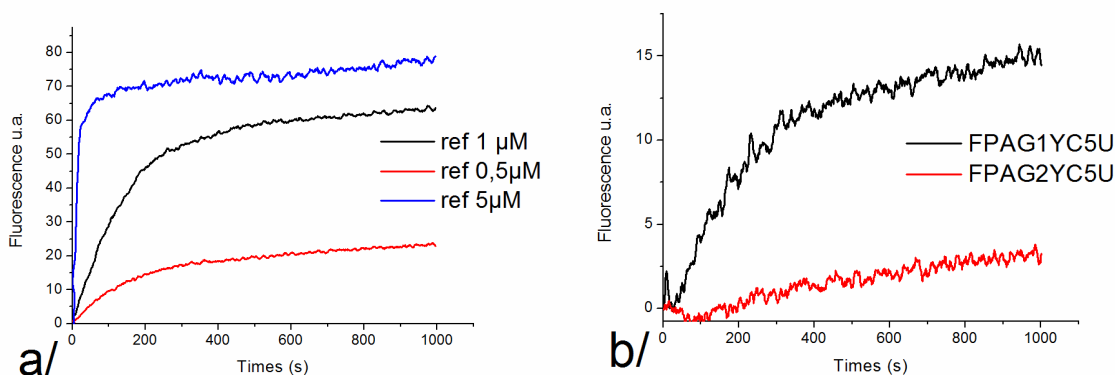 80
70
60
50
40
30
20
10
0
Fluorescence u.a.
ref 1 µM
ref 0,5µM
ref 5µM
0 200 400 600 800 1000
Times (s)
a/
15
10
5
0
Fluorescence u.a.
FPAG1YC5U
FPAG2YC5U
0 200 400 600 800 1000
Times (s)
b/